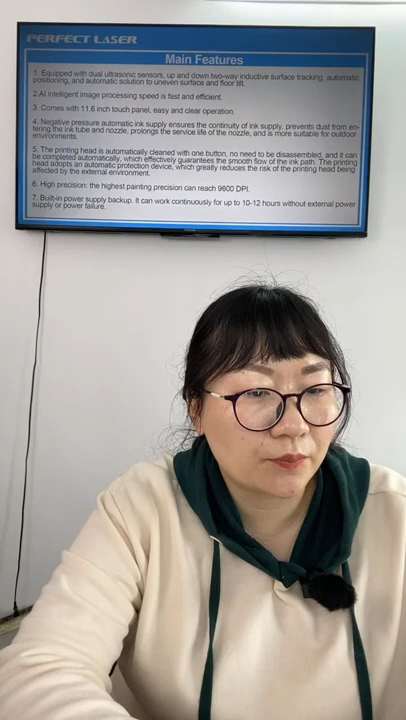 PERFECT LASER
Main Features
1. Equipped with dual ultrasonic sensors, up and down two-way inductive surface tracking, automatic
positioning, and automatic solution to uneven surface and floor tilt.
2.AI intelligent image processing speed is fast and efficient.
3. Comes with 11.6 inch touch panel, easy and clear operation.
4. Negative pressure automatic ink supply ensures the continuity of ink supply, prevents dust from en-
tering the ink tube and nozzle, prolongs the service life of the nozzle, and is more suitable for outdoor
environments.
5. The printing head is automatically cleaned with one button, no need to be disassembled, and it can
be completed automatically, which effectively guarantees the smooth flow of the ink path. The printing
head adopts an automatic protection device, which greatly reduces the risk of the printing head being
affected by the external environment.
6. High precision: the highest painting precision can reach 9600 DPI.
7. Built-in power supply backup. It can work continuously for up to 10-12 hours without external power
supply or power failure.